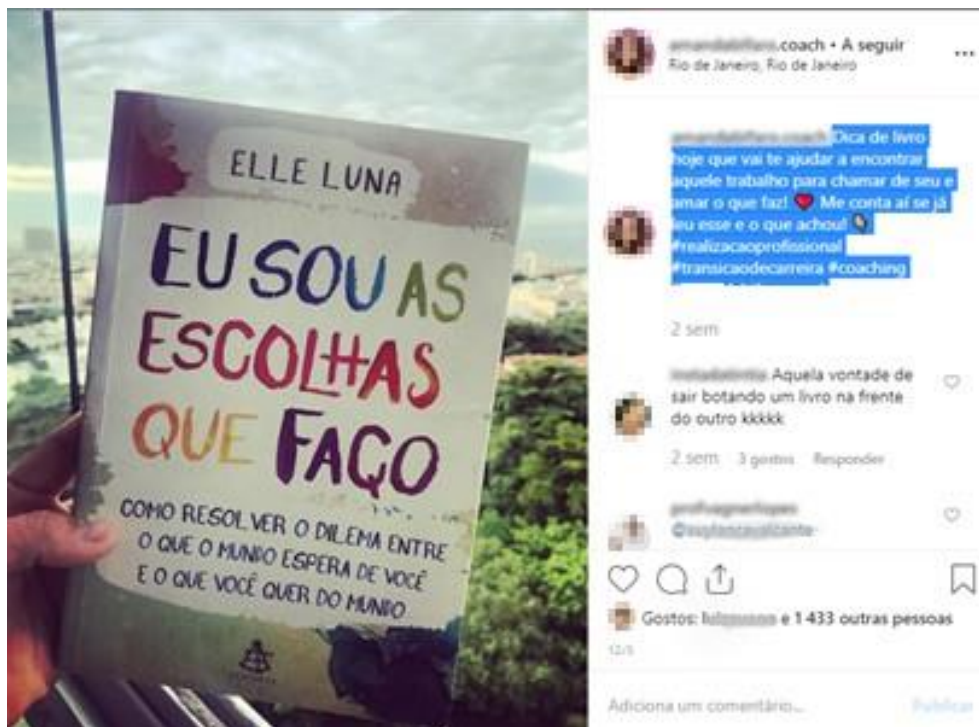 ELLE LUNA
EU SOU AS
ESCOLHAS
QUE FAÇO
COMO RESOLVER O DILEMA ENTRE
O QUE O MUNDO ESPERA DE VOCÊ
E O QUE VOCÊ QUER DO MUNDO
.coach • A seguir
Rio de Janeiro, Rio de Janeiro
Dica de livro
hoje que vai te ajudar a encontrar
aquele trabalho para chamar de seu e
amar o que faz! ❤ Me conta aí se já
leu esse e o que achou!
#realizacaoprofissional
#transicaodecarreira #coaching
2 sem
Aquela vontade de
sair botando um livro na frente
do outro kkkkk
2 sem 3 gostos Responder
Gostos: e 1 433 outras pessoas
12/5
Adiciona um comentário... Publicar